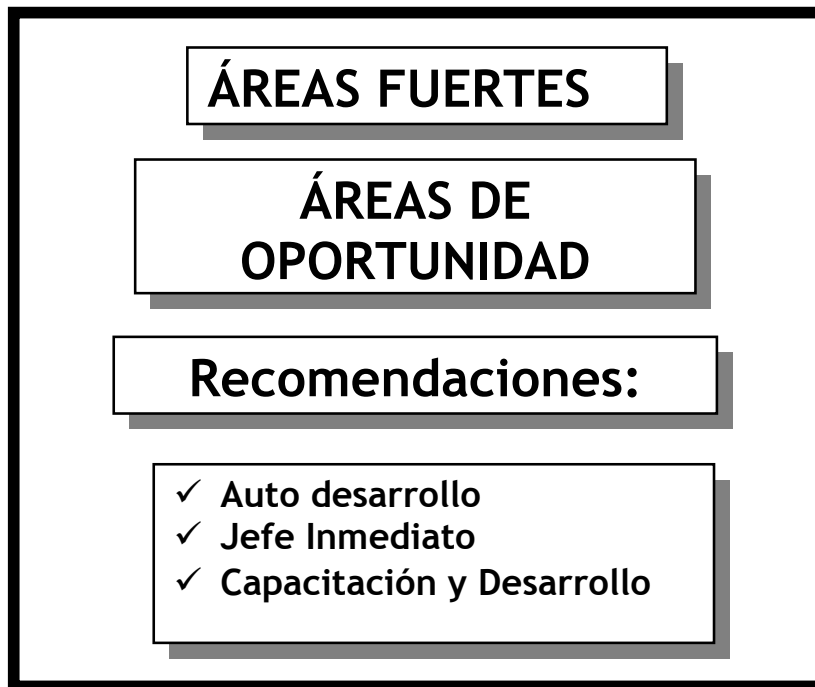 ÁREAS FUERTES
ÁREAS DE
OPORTUNIDAD
Recomendaciones:
✓ Auto desarrollo
✓ Jefe Inmediato
✓ Capacitación y Desarrollo